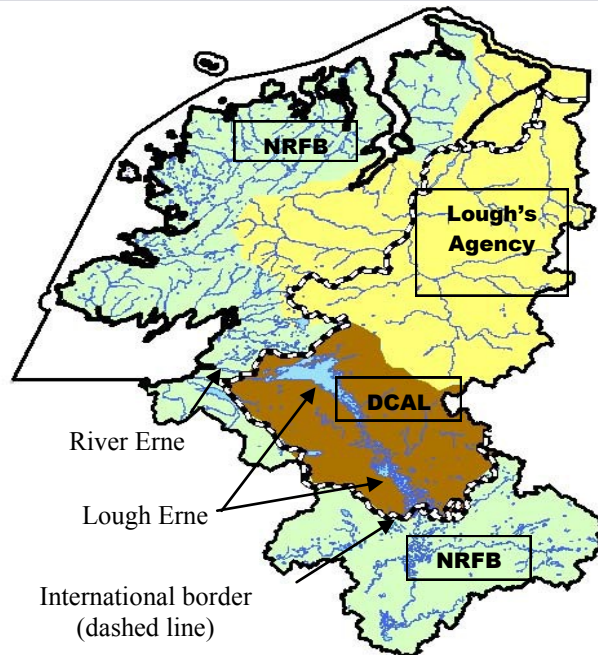 NRFB
Lough's
Agency
DCAL
River Erne
Lough Erne
NRFB
International border
(dashed line)